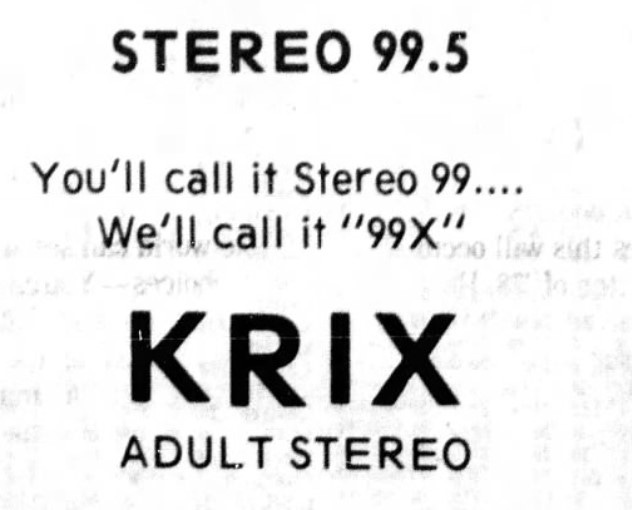 STEREO 99.5
You'll call it Stereo 99....
We'll call it "99X"
KRIX
ADULT STEREO